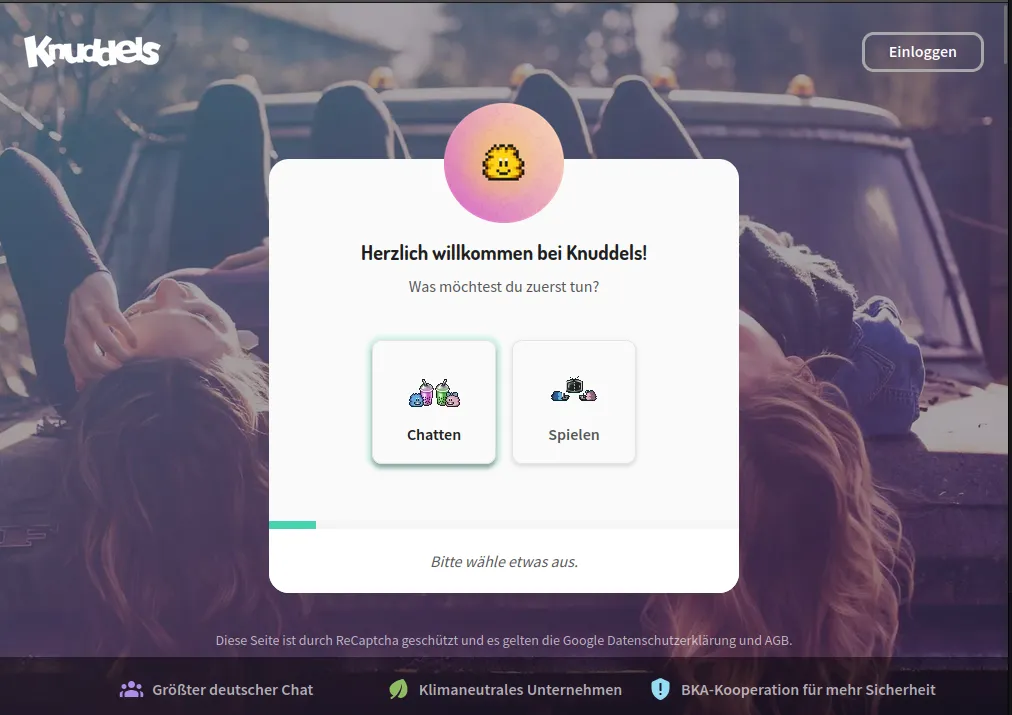 Knuddels
Einloggen
Herzlich willkommen bei Knuddels!
Was möchtest du zuerst tun?
Chatten
Spielen
Bitte wähle etwas aus.
Diese Seite ist durch ReCaptcha geschützt und es gelten die Google Datenschutzerklärung und AGB.
Größter deutscher Chat
Klimaneutrales Unternehmen
BKA-Kooperation für mehr Sicherheit